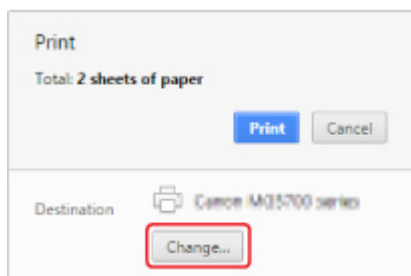 Print
Total: 2 sheets of paper
Print Cancel
Destination Canon series
Change...